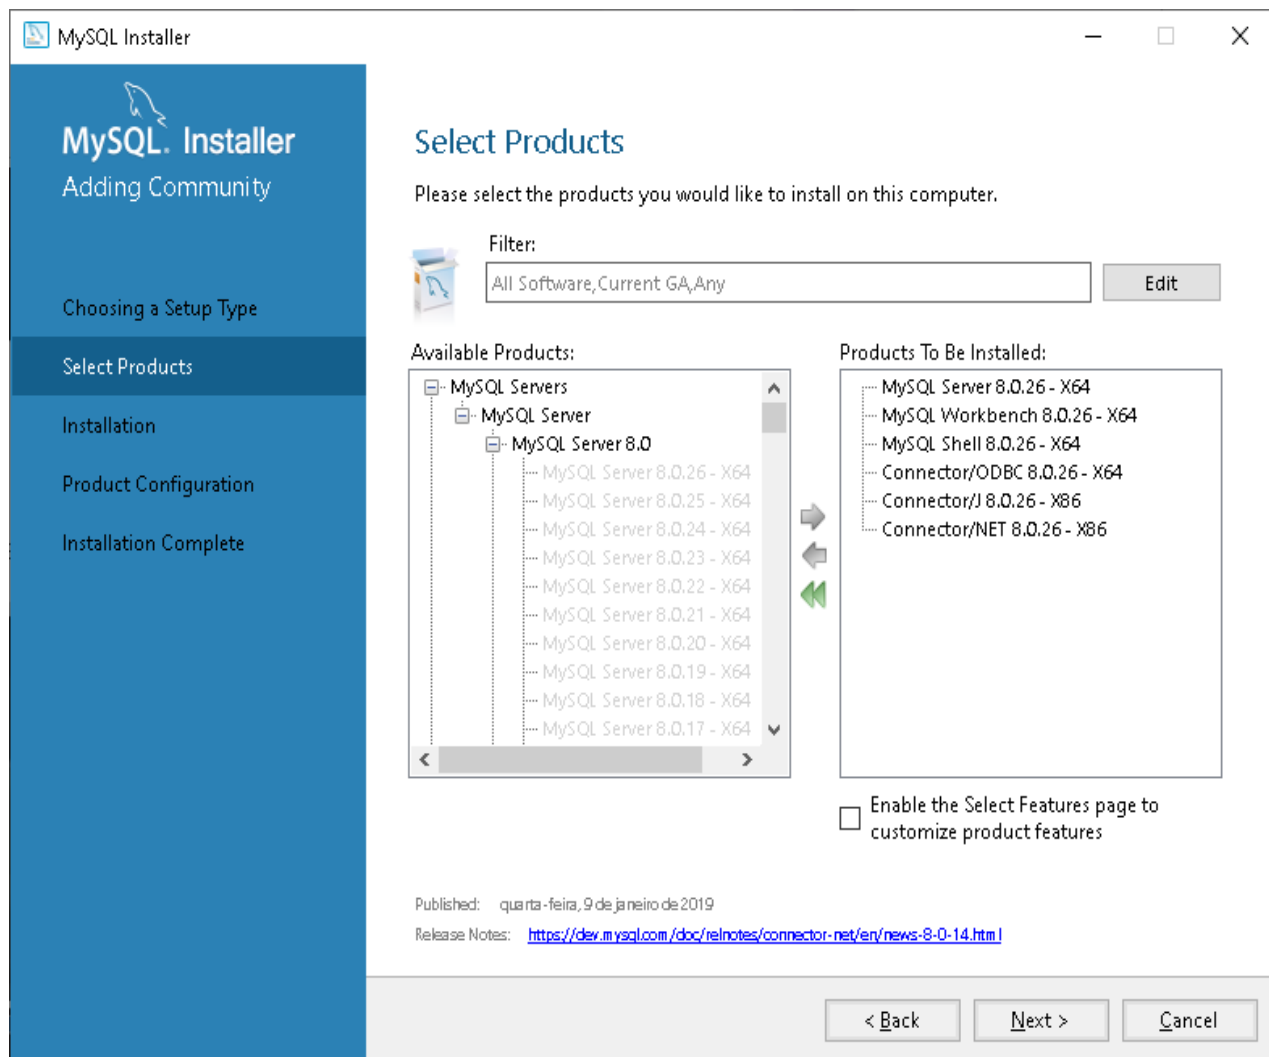 MySQL Installer
MySQL. Installer
Adding Community
Choosing a Setup Type
Select Products
Installation
Product Configuration
Installation Complete
Select Products
Please select the products you would like to install on this computer.
Filter:
All Software,Current GA,Any
Edit
Available Products:
MySQL Servers
MySQL Server
MySQL Server 8.0
MySQL Server 8.0.26 - X64
MySQL Server 8.0.25 - X64
MySQL Server 8.0.24 - X64
MySQL Server 8.0.23 - X64
MySQL Server 8.0.22 - X64
MySQL Server 8.0.21 - X64
MySQL Server 8.0.20 - X64
MySQL Server 8.0.19 - X64
MySQL Server 8.0.18 - X64
MySQL Server 8.0.17 - X64
Products To Be Installed:
MySQL Server 8.0.26 - X64
MySQL Workbench 8.0.26 - X64
MySQL Shell 8.0.26 - X64
Connector/ODBC 8.0.26 - X64
Connector/J 8.0.26 - X86
Connector/NET 8.0.26 - X86
Enable the Select Features page to
customize product features
Published: quarta-feira, 9 de janeiro de 2019
Release Notes: https://dev.mysql.com/doc/relnotes/connector-net/en/news-8-0-14.html
< Back
Next >
Cancel